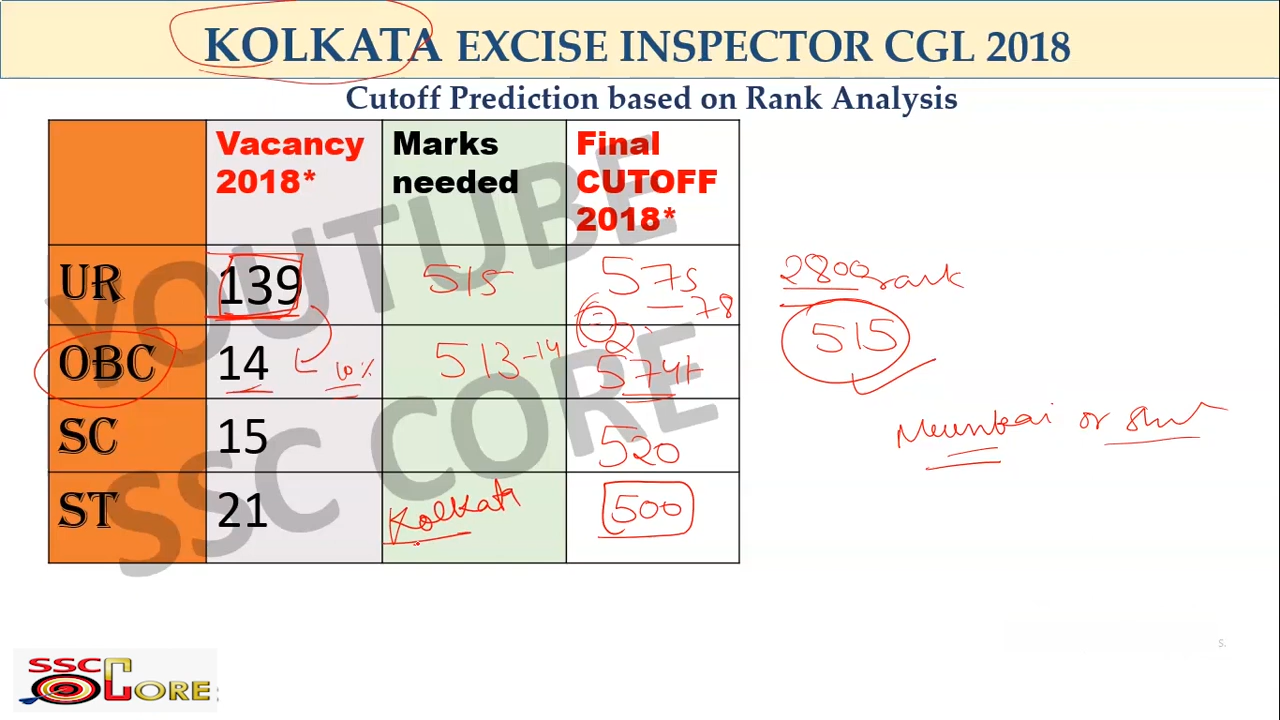 KOLKATA EXCISE INSPECTOR CGL 2018
Cutoff Prediction based on Rank Analysis
Vacancy 2018*
Marks needed
Final CUTOFF 2018*
UR 139 515 575 - 78
2800 rank
515
OBC 14 10% 513-14 574+
Mumbai or
SC 15 520
ST 21 Kolkata 500
YOUTUBE
SSC CORE
SSC
CORE
S.